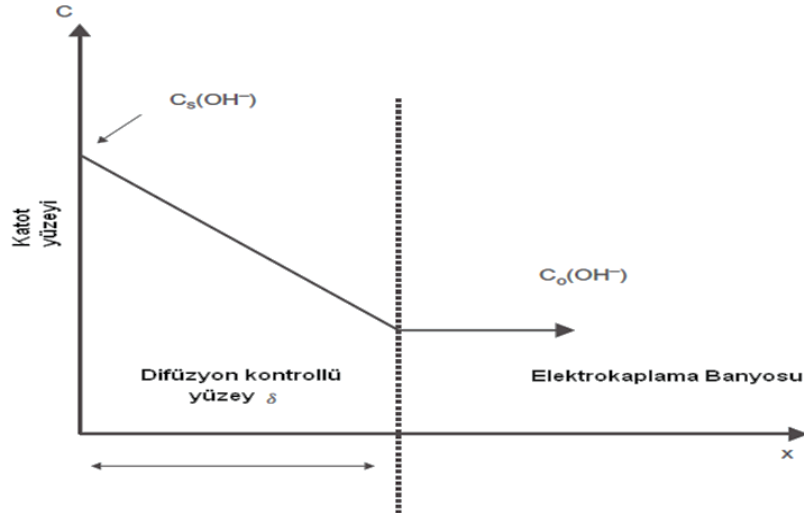 C
Cₛ(OH⁻)
Katot
yüzeyi
Cₒ(OH⁻)
Difüzyon kontrollü
yüzey δ
Elektrokaplama Banyosu
x